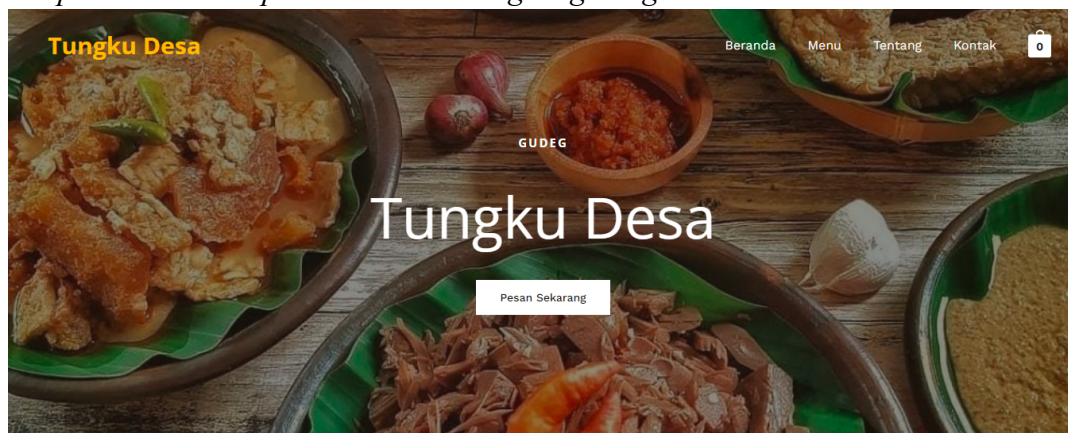 Tungku Desa
Beranda Menu Tentang Kontak 0
GUDEG
Tungku Desa
Pesan Sekarang